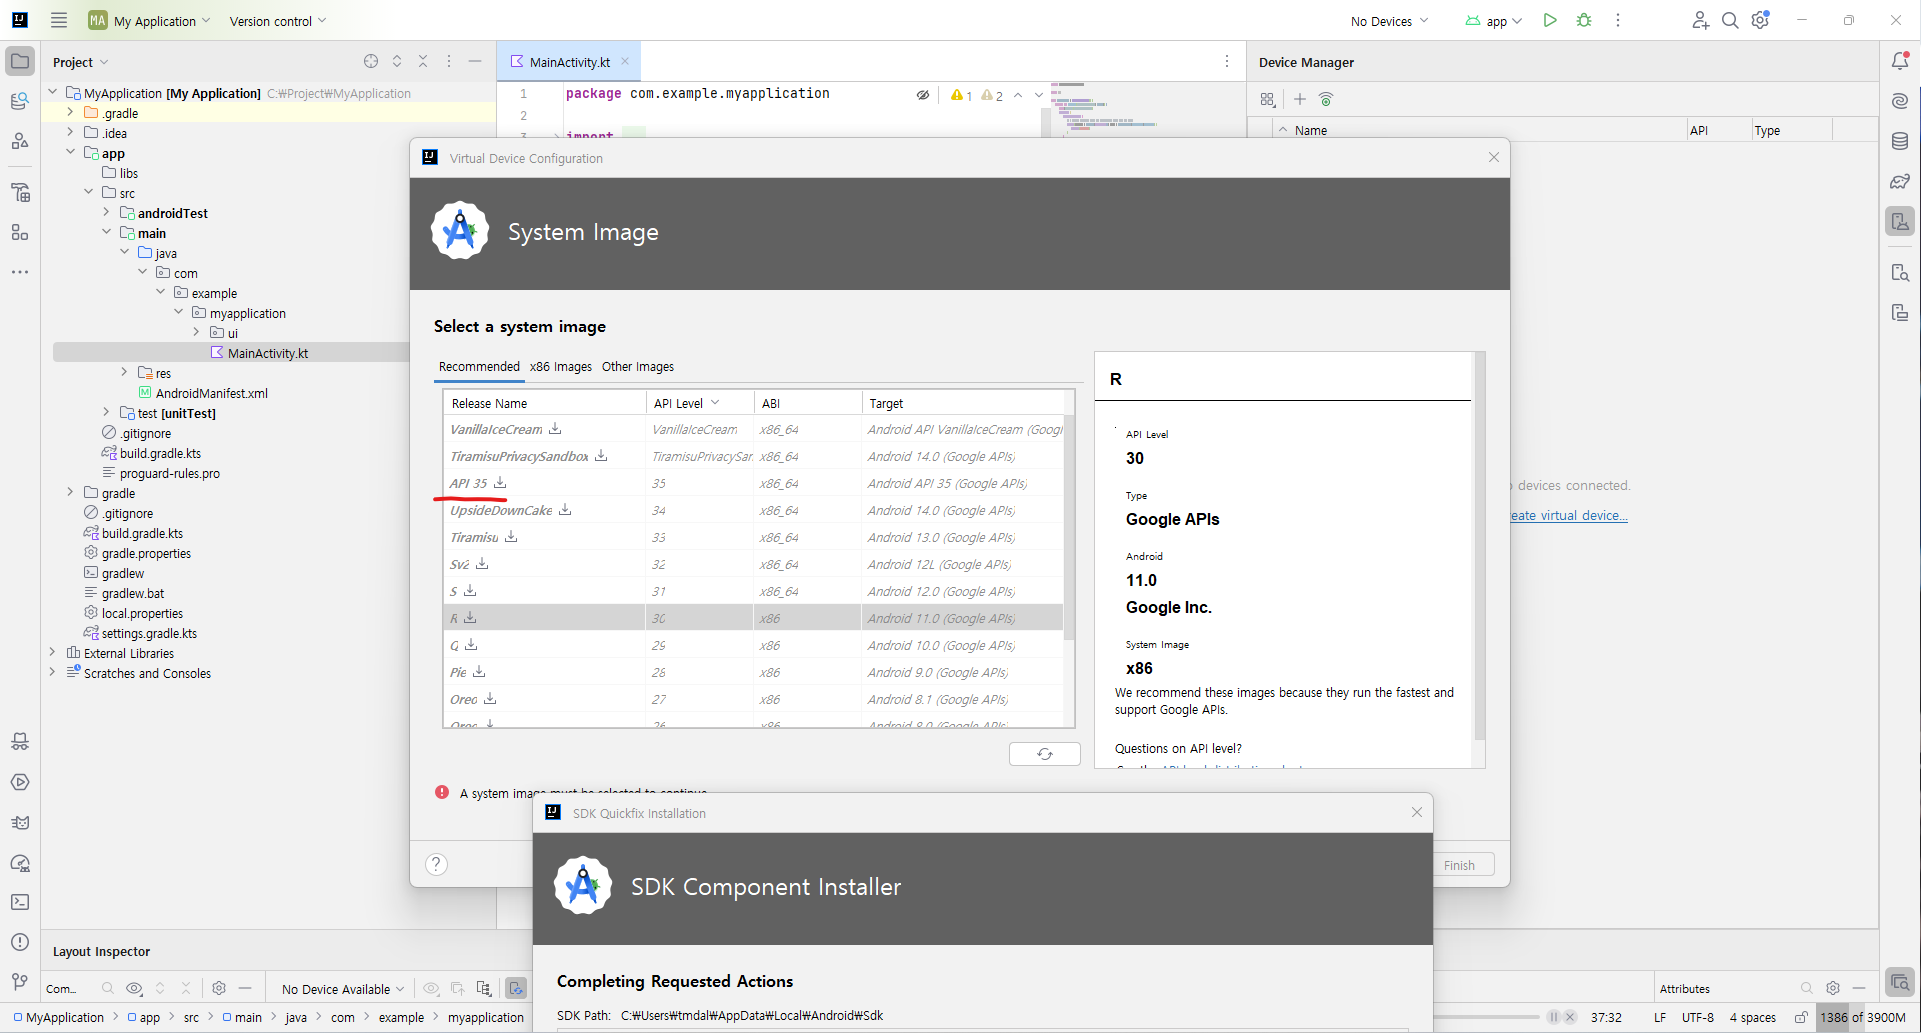 MA My Application Version control No Devices app
Project
MainActivity.kt
Device Manager
MyApplication [My Application] C:₩Project₩MyApplication
.gradle
.idea
app
libs
src
androidTest
main
java
com
example
myapplication
ui
MainActivity.kt
res
AndroidManifest.xml
test [unitTest]
.gitignore
build.gradle.kts
proguard-rules.pro
gradle
.gitignore
build.gradle.kts
gradle.properties
gradlew
gradlew.bat
local.properties
settings.gradle.kts
External Libraries
Scratches and Consoles
1 package com.example.myapplication
2
3 import
1 2
Name API Type
Virtual Device Configuration
System Image
Select a system image
Recommended x86 Images Other Images
Release Name API Level ABI Target
VanillaIceCream VanillaIceCream x86_64 Android API VanillaIceCream (Googl
TiramisuPrivacySandbox TiramisuPrivacySan x86_64 Android 14.0 (Google APIs)
API 35 35 x86_64 Android API 35 (Google APIs)
UpsideDownCake 34 x86_64 Android 14.0 (Google APIs)
Tiramisu 33 x86_64 Android 13.0 (Google APIs)
Sv2 32 x86_64 Android 12L (Google APIs)
S 31 x86_64 Android 12.0 (Google APIs)
R 30 x86 Android 11.0 (Google APIs)
Q 29 x86 Android 10.0 (Google APIs)
Pie 28 x86 Android 9.0 (Google APIs)
Oreo 27 x86 Android 8.1 (Google APIs)
Oreo 26 x86 Android 8.0 (Google APIs)
R
API Level
30
Type
Google APIs
Android
11.0
Google Inc.
System Image
x86
We recommend these images because they run the fastest and
support Google APIs.
Questions on API level?
devices connected.
eate virtual device...
A system image must be selected to continue
? Finish
SDK Quickfix Installation
SDK Component Installer
Completing Requested Actions
SDK Path: C:₩Users₩tmdal₩AppData₩Local₩Android₩Sdk
Layout Inspector
Com... No Device Available
Attributes
MyApplication > app > src > main > java > com > example > myapplication
37:32 LF UTF-8 4 spaces 1386 of 3900M